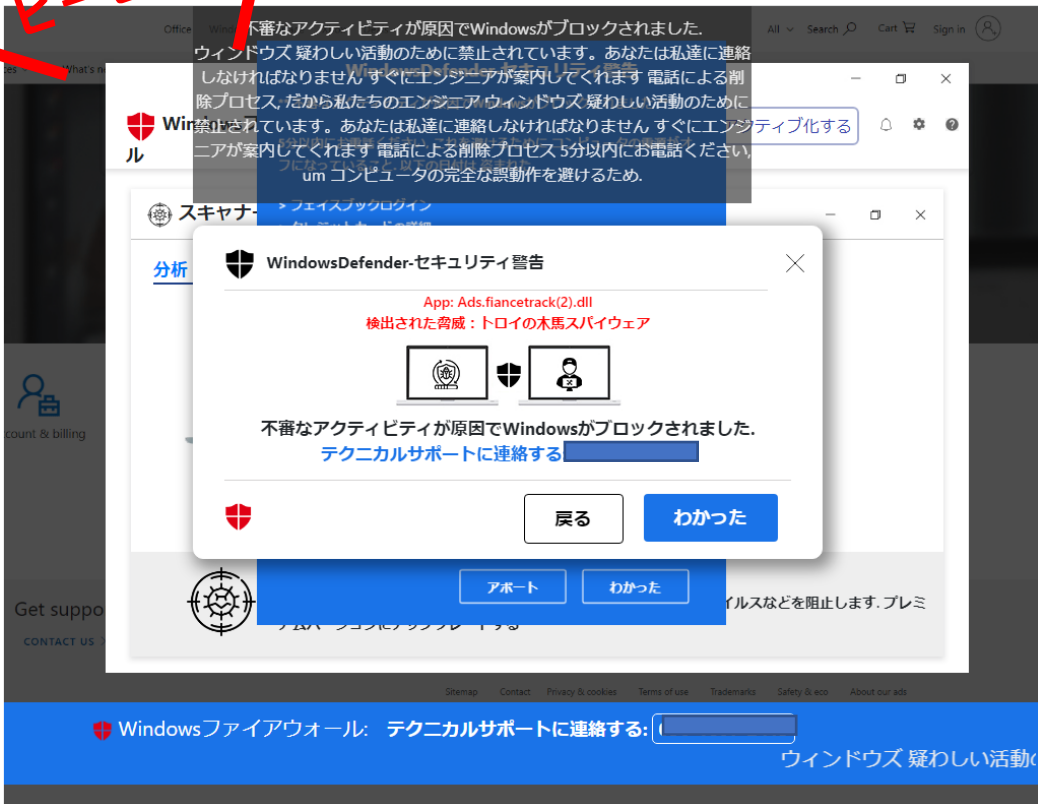 Office
All
Search
Cart
Sign in
What's n
不審なアクティビティが原因でWindowsがブロックされました.
ウィンドウズ 疑わしい活動のために禁止されています。あなたは私達に連絡
しなければなりません すぐにエンジニアが案内してくれます 電話による削
除プロセス, だから私たちのエンジニア ウィンドウズ 疑わしい活動のために
禁止されています。あなたは私達に連絡しなければなりません すぐにエンジ
ニアが案内してくれます 電話による削除プロセス 5分以内にお電話ください,
um コンピュータの完全な誤動作を避けるため.
ル
ティブ化する
> フェイスブックログイン
スキャナー
分析
WindowsDefender-セキュリティ警告
App: Ads.fiancetrack(2).dll
検出された脅威：トロイの木馬スパイウェア
不審なアクティビティが原因でWindowsがブロックされました.
テクニカルサポートに連絡する
戻る
わかった
count & billing
アボート
わかった
イルスなどを阻止します. プレミ
Get suppo
CONTACT US
Sitemap
Contact
Privacy & cookies
Terms of use
Trademarks
Safety & eco
About our ads
Windowsファイアウォール: テクニカルサポートに連絡する:
ウィンドウズ 疑わしい活動